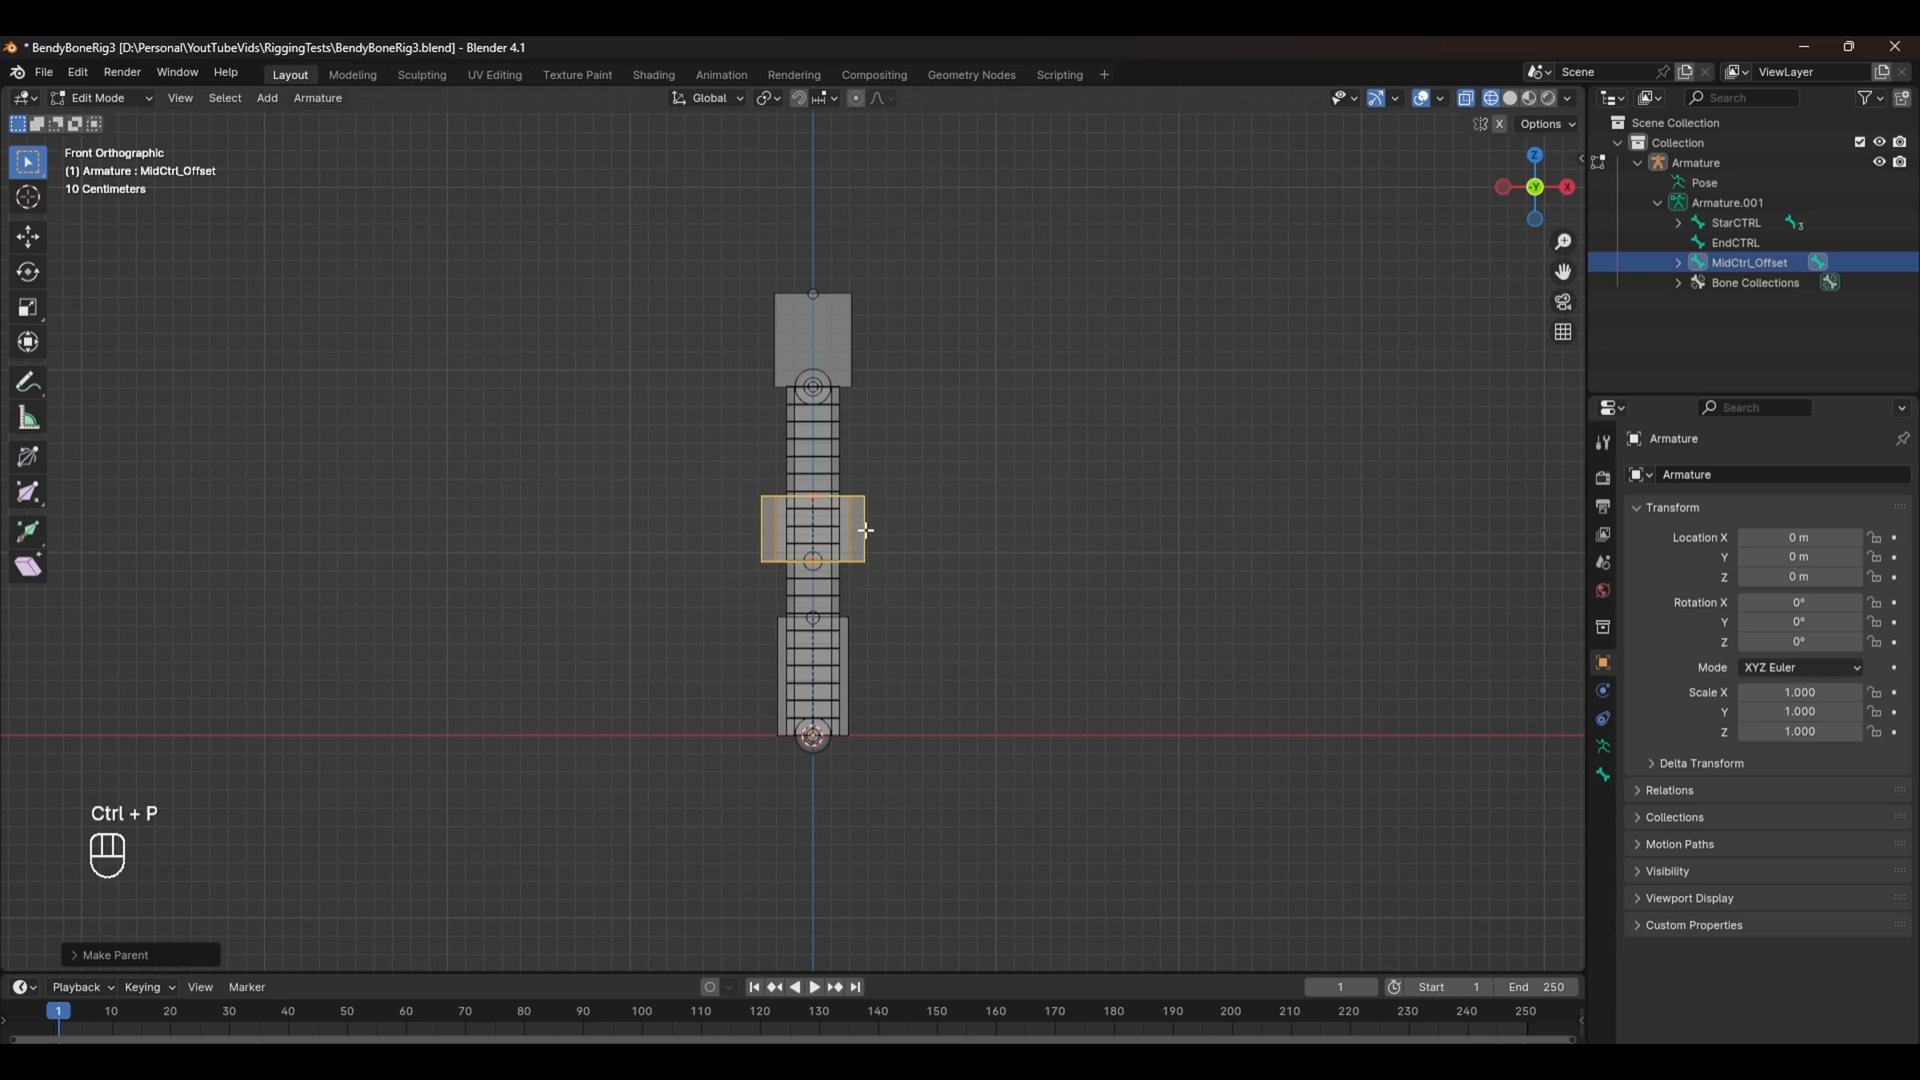 * BendyBoneRig3 [D:\Personal\YoutTubeVids\RiggingTests\BendyBoneRig3.blend] - Blender 4.1
File Edit Render Window Help Layout Modeling Sculpting UV Editing Texture Paint Shading Animation Rendering Compositing Geometry Nodes Scripting + Scene ViewLayer
Edit Mode View Select Add Armature Global Search
X Options
Front Orthographic
(1) Armature : MidCtrl_Offset
10 Centimeters
Z
-Y
X
Scene Collection
Collection
Armature
Pose
Armature.001
StarCTRL 3
EndCTRL
MidCtrl_Offset
Bone Collections
Search
Armature
Armature
Transform
Location X 0 m
Y 0 m
Z 0 m
Rotation X 0°
Y 0°
Z 0°
Mode XYZ Euler
Scale X 1.000
Y 1.000
Z 1.000
Delta Transform
Relations
Collections
Motion Paths
Visibility
Viewport Display
Custom Properties
Ctrl + P
Make Parent
Playback Keying View Marker 1 Start 1 End 250
1 10 20 30 40 50 60 70 80 90 100 110 120 130 140 150 160 170 180 190 200 210 220 230 240 250